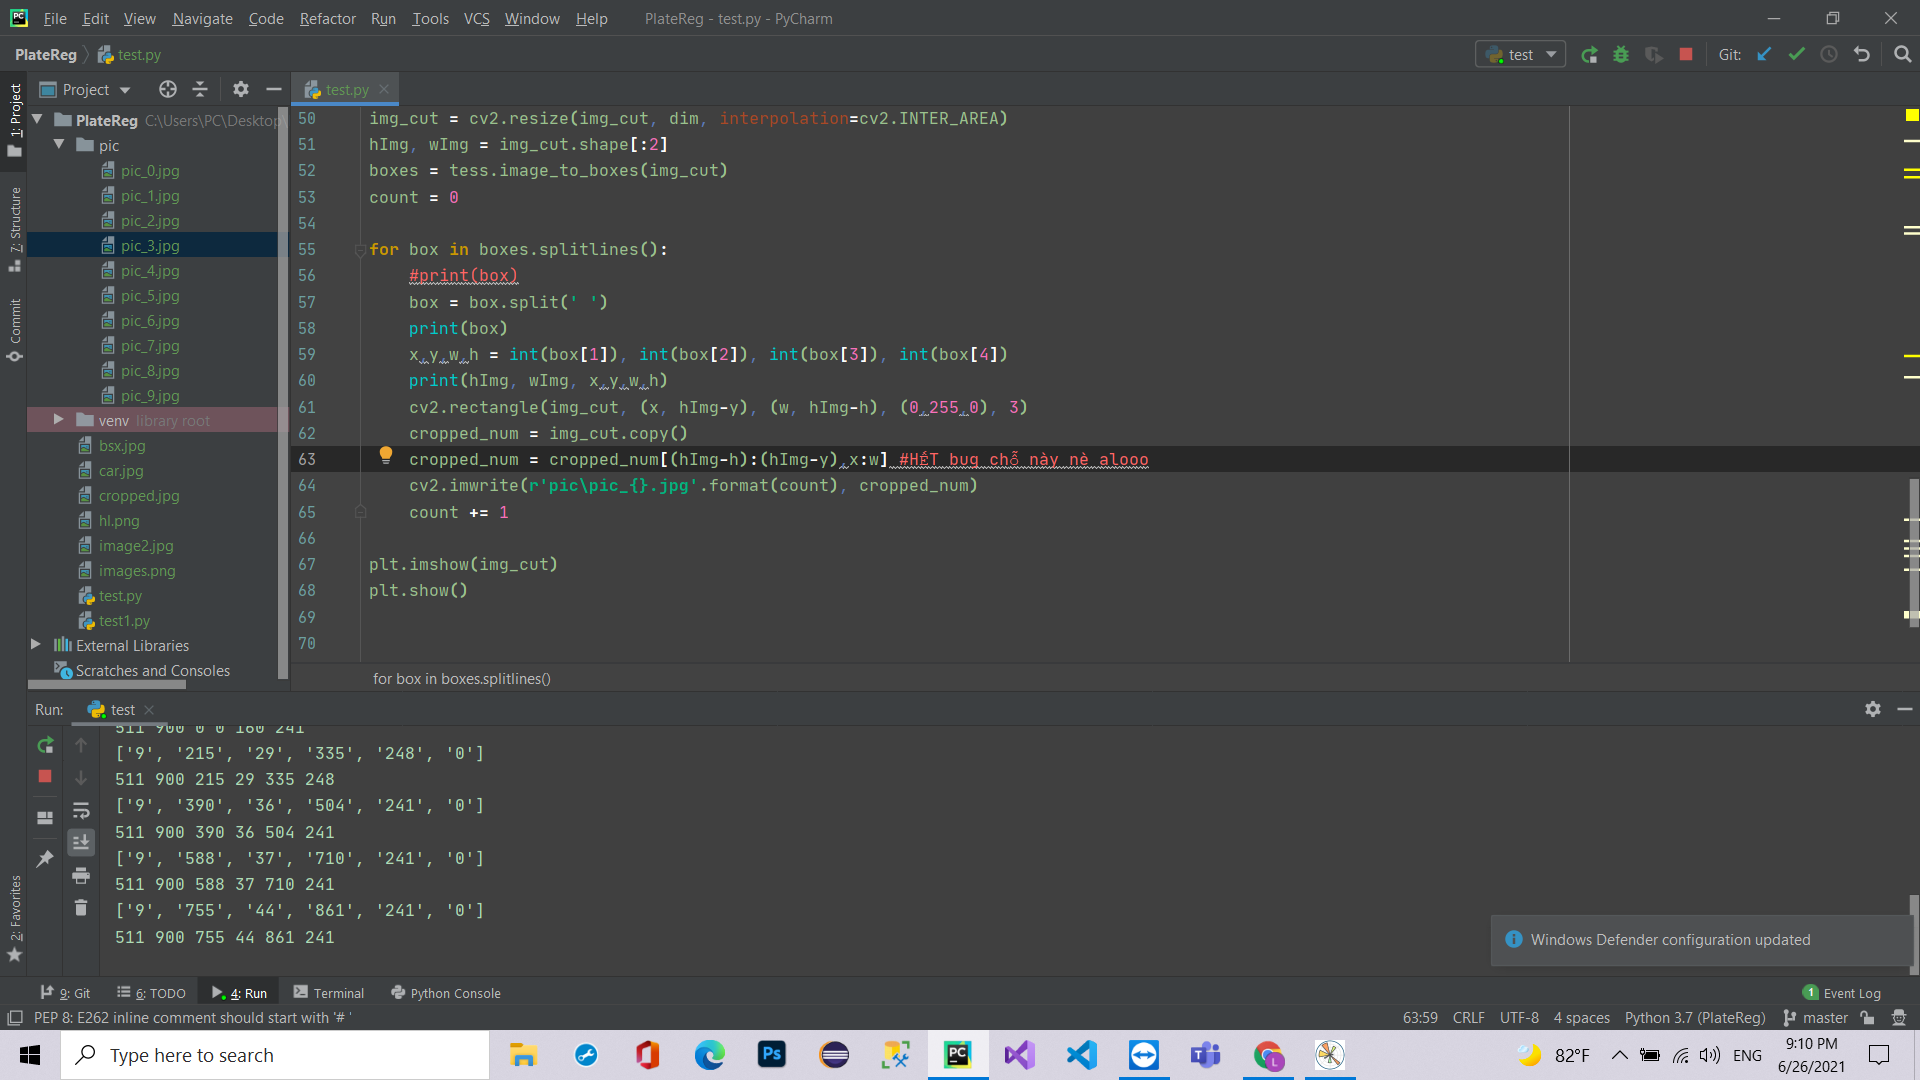 File Edit View Navigate Code Refactor Run Tools VCS Window Help PlateReg - test.py - PyCharm
PlateReg test.py test Git:
Project test.py
1: Project
7: Structure
Commit
2: Favorites
PlateReg C:\Users\PC\Desktop\
pic
pic_0.jpg
pic_1.jpg
pic_2.jpg
pic_3.jpg
pic_4.jpg
pic_5.jpg
pic_6.jpg
pic_7.jpg
pic_8.jpg
pic_9.jpg
venv library root
bsx.jpg
car.jpg
cropped.jpg
hl.png
image2.jpg
images.png
test.py
test1.py
External Libraries
Scratches and Consoles
50 img_cut = cv2.resize(img_cut, dim, interpolation=cv2.INTER_AREA)
51 hImg, wImg = img_cut.shape[:2]
52 boxes = tess.image_to_boxes(img_cut)
53 count = 0
54
55 for box in boxes.splitlines():
56 #print(box)
57 box = box.split(' ')
58 print(box)
59 x,y,w,h = int(box[1]), int(box[2]), int(box[3]), int(box[4])
60 print(hImg, wImg, x,y,w,h)
61 cv2.rectangle(img_cut, (x, hImg-y), (w, hImg-h), (0,255,0), 3)
62 cropped_num = img_cut.copy()
63 cropped_num = cropped_num[(hImg-h):(hImg-y),x:w] #HẾT bug chỗ này nè alooo
64 cv2.imwrite(r'pic\pic_{}.jpg'.format(count), cropped_num)
65 count += 1
66
67 plt.imshow(img_cut)
68 plt.show()
69
70
for box in boxes.splitlines()
Run: test
511 900 0 0 160 241
['9', '215', '29', '335', '248', '0']
511 900 215 29 335 248
['9', '390', '36', '504', '241', '0']
511 900 390 36 504 241
['9', '588', '37', '710', '241', '0']
511 900 588 37 710 241
['9', '755', '44', '861', '241', '0']
511 900 755 44 861 241
Windows Defender configuration updated
9: Git 6: TODO 4: Run Terminal Python Console 1 Event Log
PEP 8: E262 inline comment should start with '# ' 63:59 CRLF UTF-8 4 spaces Python 3.7 (PlateReg) master
Type here to search Ps PC L 82°F ENG 9:10 PM
6/26/2021